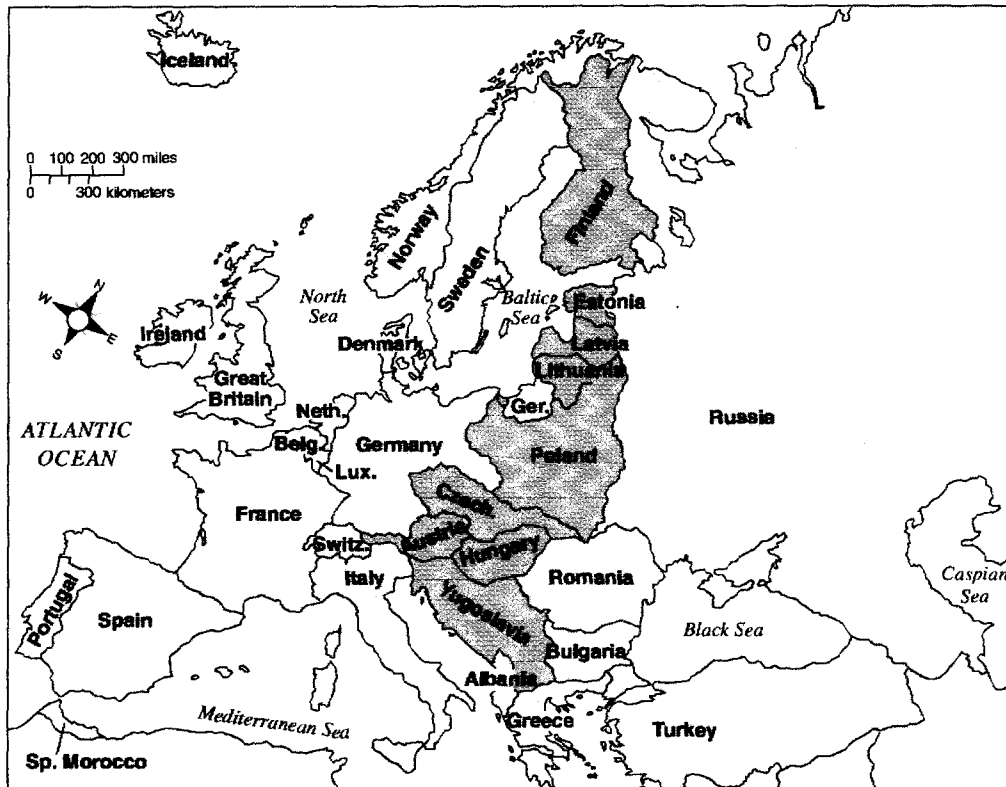 Iceland
0 100 200 300 miles
0 300 kilometers
N
W
E
S
Norway
Sweden
Finland
North
Sea
Baltic
Sea
Estonia
Latvia
Lithuania
Ireland
Denmark
Great
Britain
Neth.
Ger.
Russia
ATLANTIC
OCEAN
Belg.
Germany
Poland
Lux.
Czech.
France
Switz.
Austria
Hungary
Italy
Romania
Caspian
Sea
Portugal
Spain
Yugoslavia
Black Sea
Bulgaria
Albania
Mediterranean Sea
Greece
Turkey
Sp. Morocco